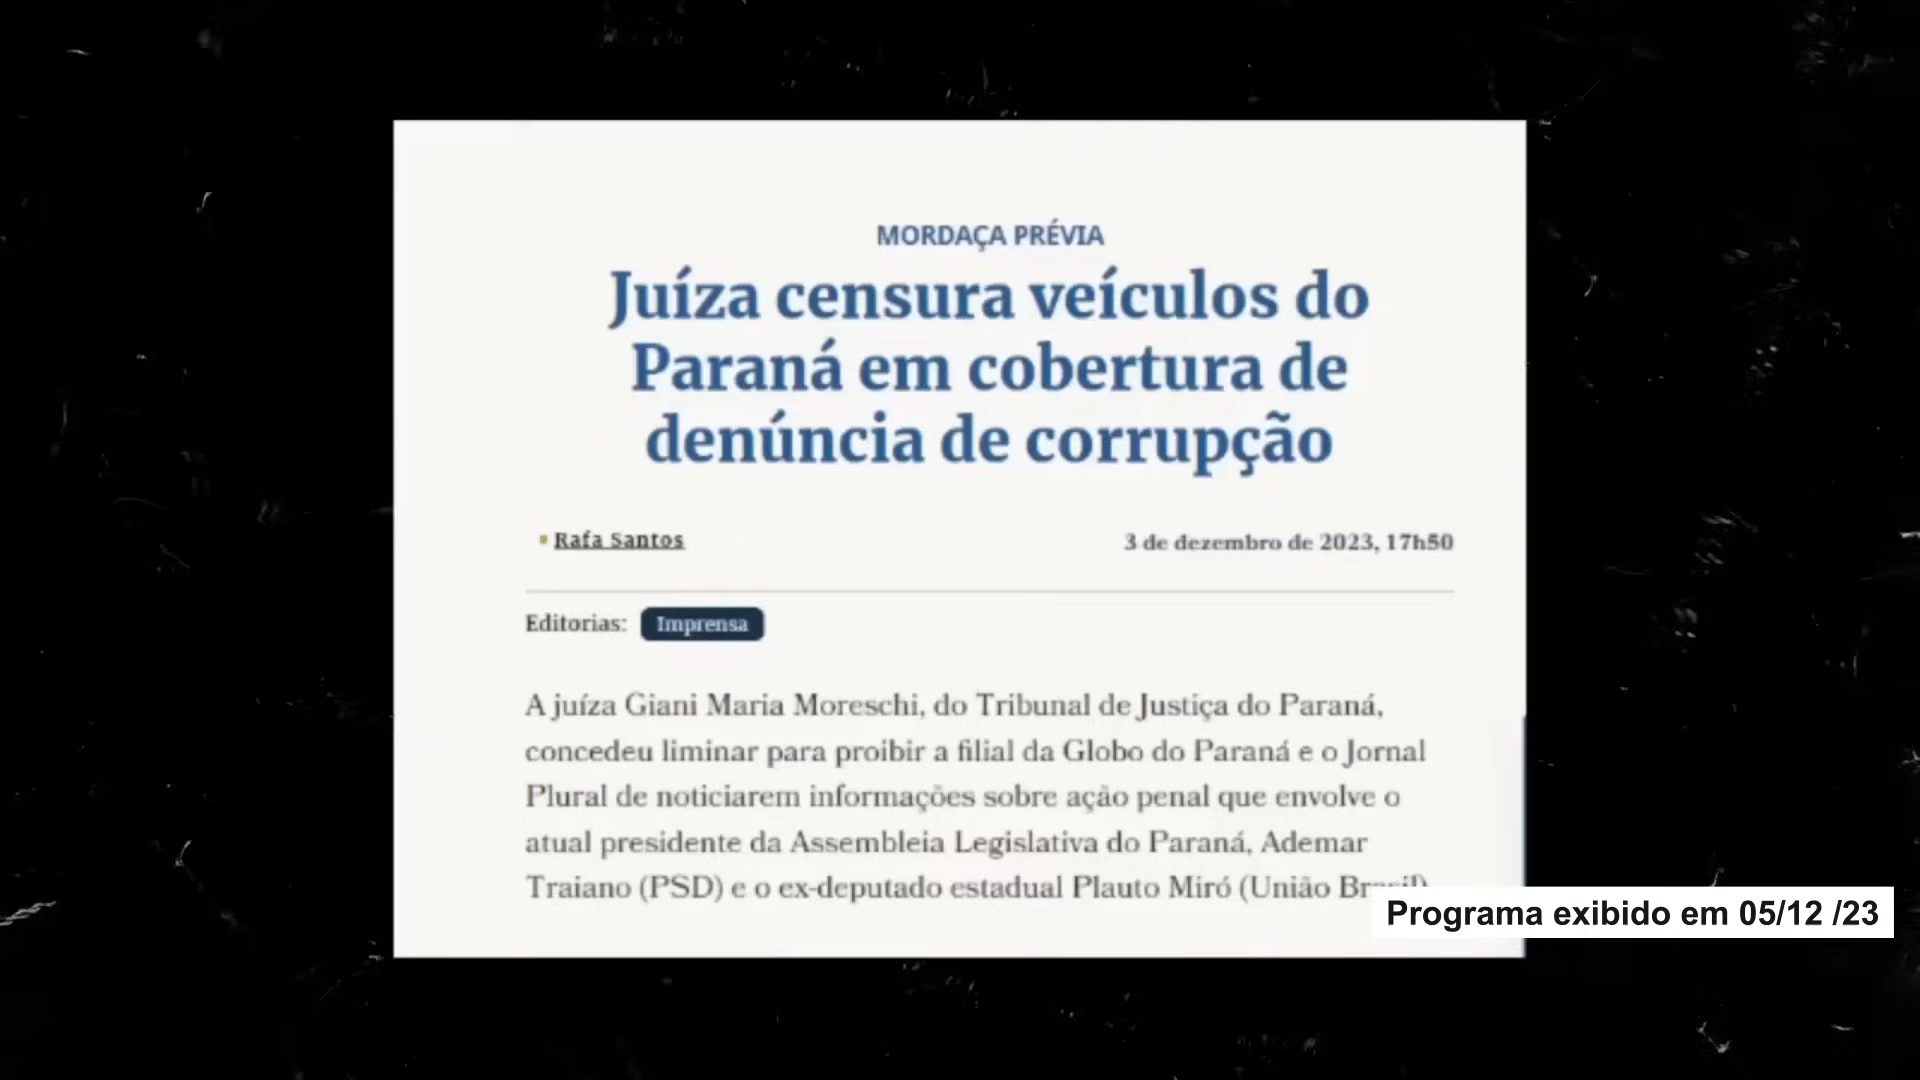 MORDAÇA PRÉVIA
Juíza censura veículos do
Paraná em cobertura de
denúncia de corrupção
Rafa Santos
3 de dezembro de 2023, 17h50
Editorias: Imprensa
A juíza Giani Maria Moreschi, do Tribunal de Justiça do Paraná,
concedeu liminar para proibir a filial da Globo do Paraná e o Jornal
Plural de noticiarem informações sobre ação penal que envolve o
atual presidente da Assembleia Legislativa do Paraná, Ademar
Traiano (PSD) e o ex-deputado estadual Plauto Miró (União Brasil)
Programa exibido em 05/12 /23